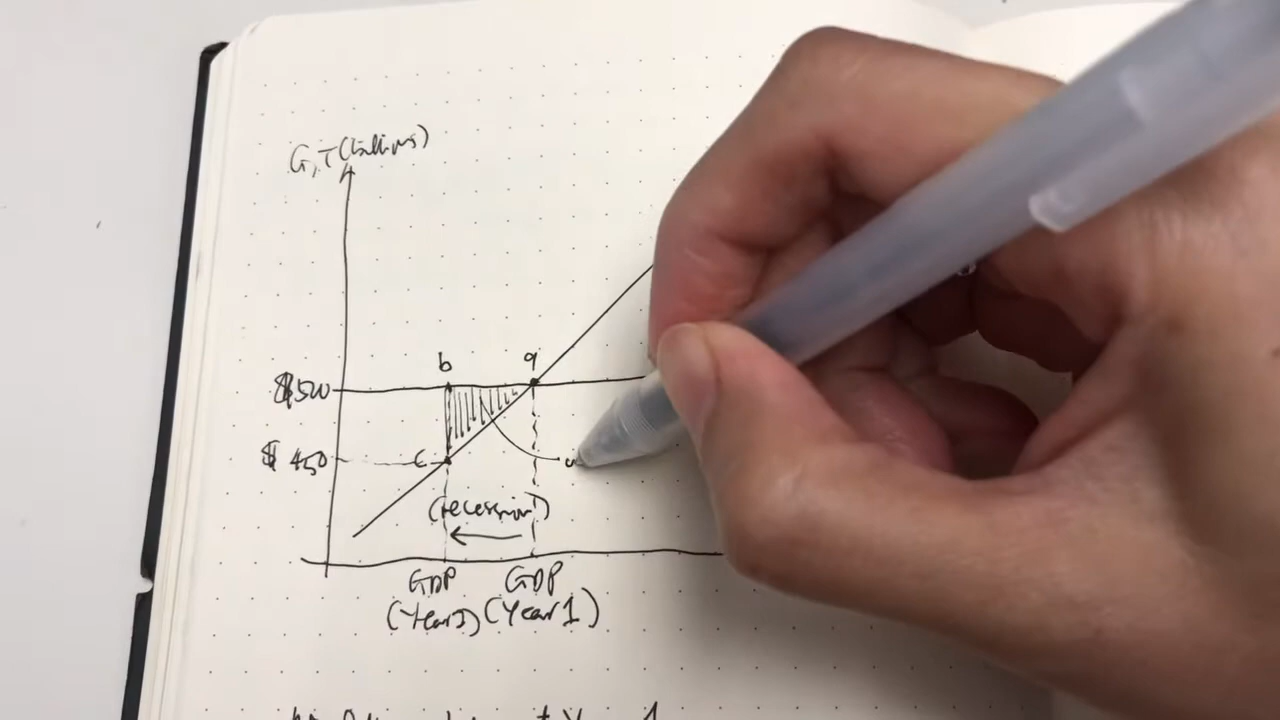 G, T (billions)
b a
$500
$450 c
(recession)
GDP GDP
(Year 2) (Year 1)